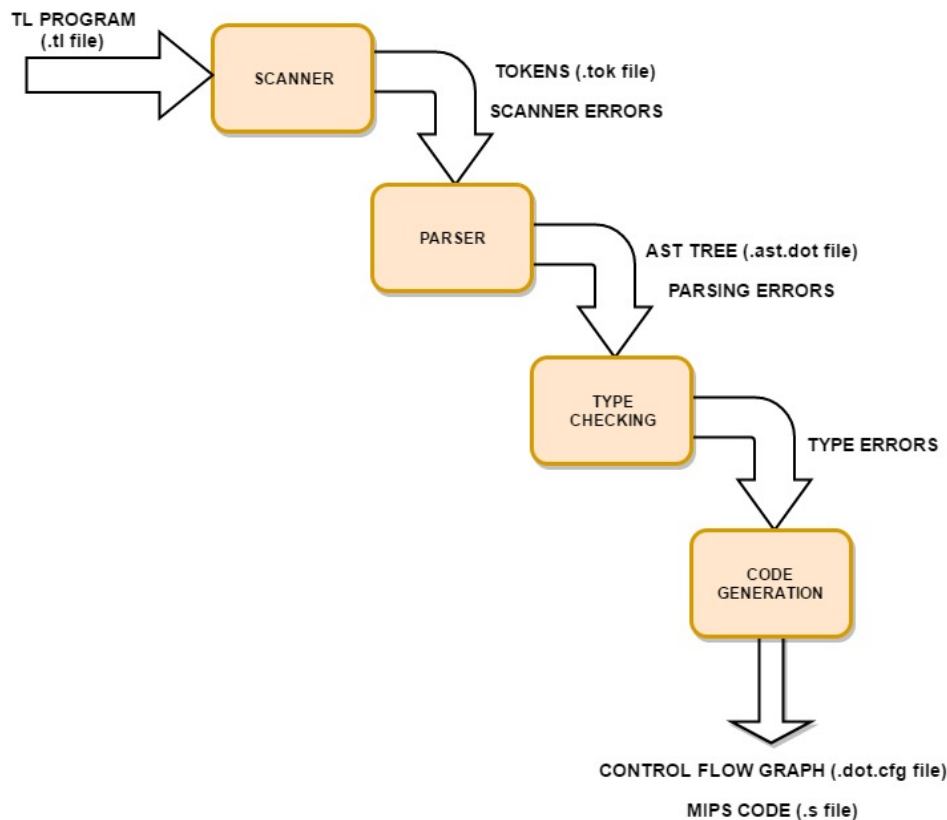 TL PROGRAM
(.tl file)
SCANNER
TOKENS (.tok file)
SCANNER ERRORS
PARSER
AST TREE (.ast.dot file)
PARSING ERRORS
TYPE
CHECKING
TYPE ERRORS
CODE
GENERATION
CONTROL FLOW GRAPH (.dot.cfg file)
MIPS CODE (.s file)